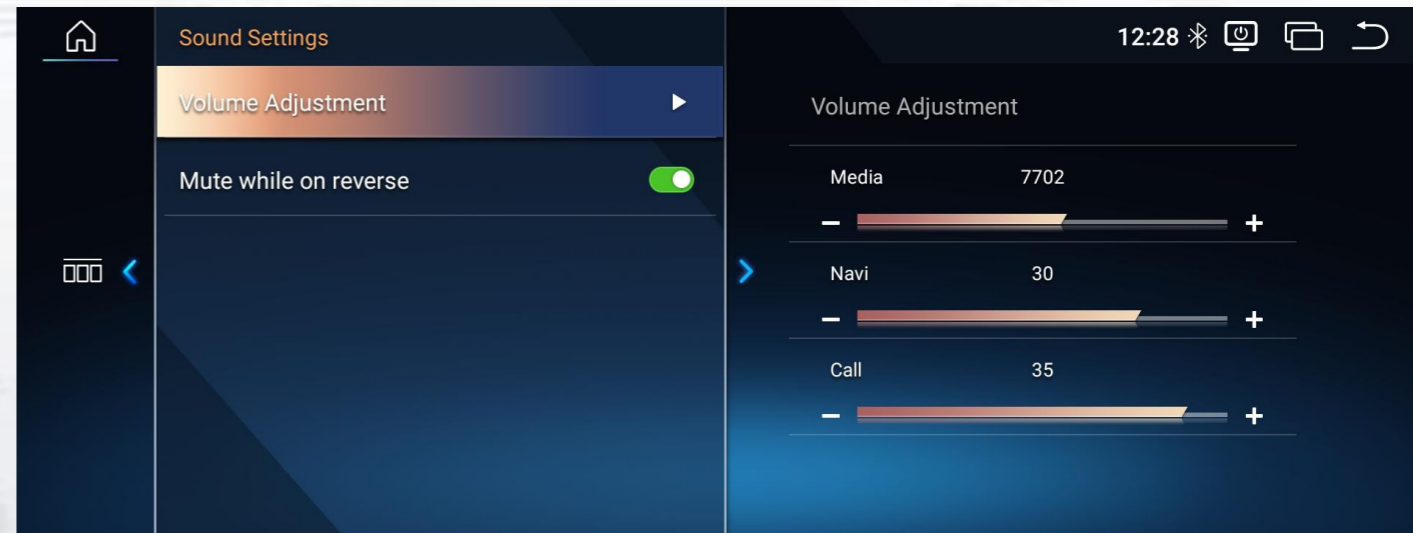 Sound Settings
12:28
Volume Adjustment
Mute while on reverse
Volume Adjustment
Media 7702
Navi 30
Call 35